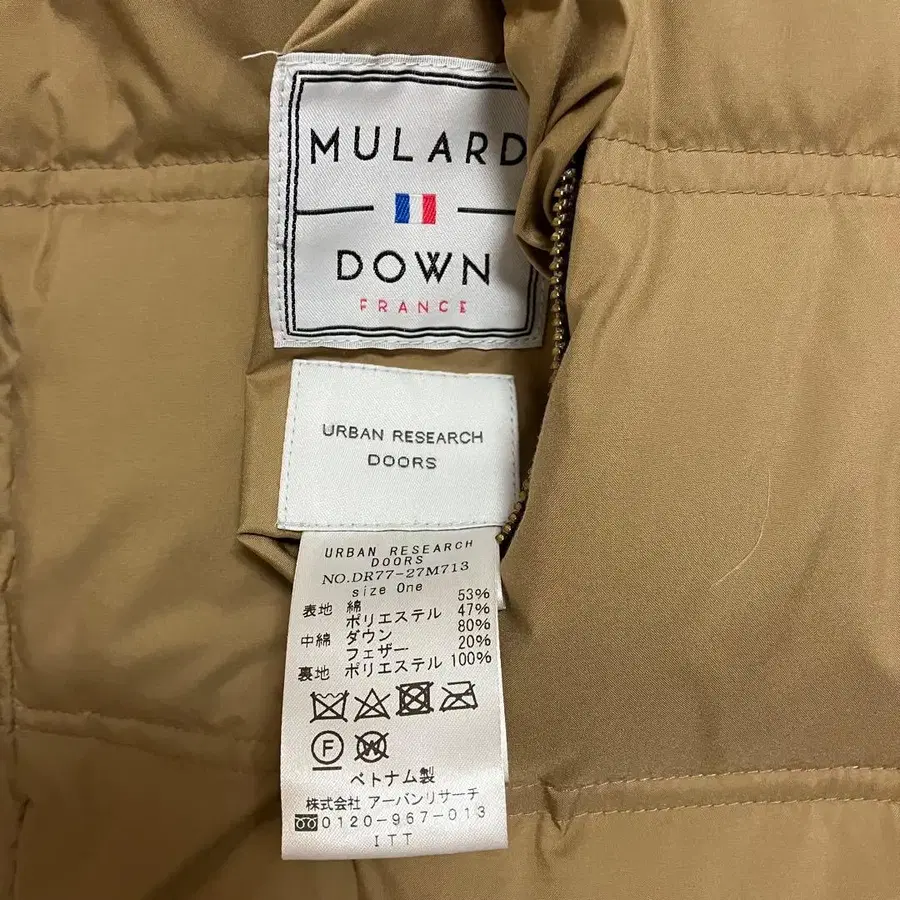 MULARD
DOWN
FRANCE
URBAN RESEARCH
DOORS
URBAN RESEARCH
DOORS
NO.DR77-27M713
size One
表地 綿 53%
ポリエステル 47%
中綿 ダウン 80%
フェザー 20%
裏地 ポリエステル 100%
F W
ベトナム製
株式会社 アーバンリサーチ
0120-967-013
ITT